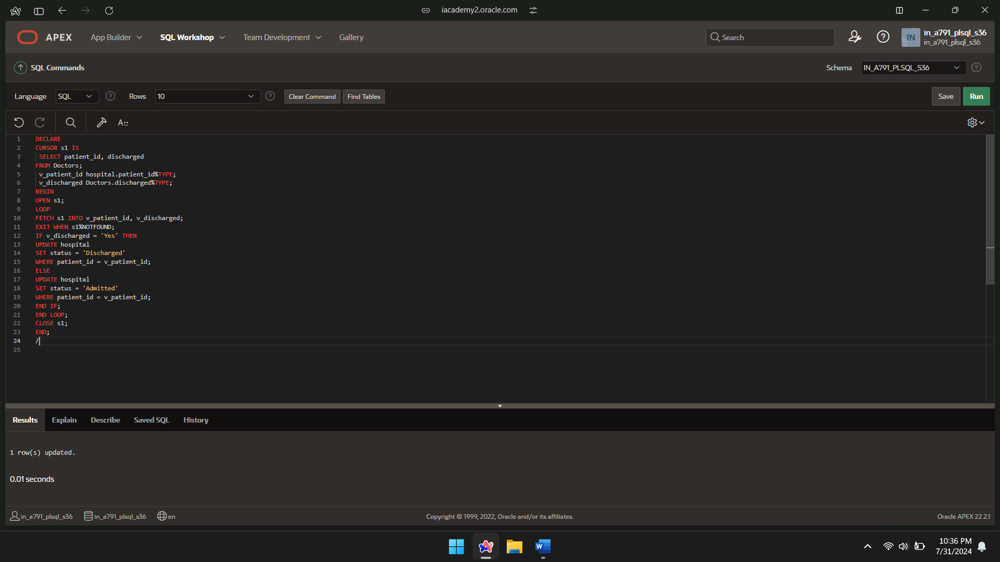 iacademy2.oracle.com
APEX App Builder SQL Workshop Team Development Gallery Search IN in_a791_plsql_s36
in_a791_plsql_s36
SQL Commands Schema IN_A791_PLSQL_S36
Language SQL Rows 10 Clear Command Find Tables Save Run
1 DECLARE
2 CURSOR s1 IS
3 SELECT patient_id, discharged
4 FROM Doctors;
5 v_patient_id hospital.patient_id%TYPE;
6 v_discharged Doctors.discharged%TYPE;
7 BEGIN
8 OPEN s1;
9 LOOP
10 FETCH s1 INTO v_patient_id, v_discharged;
11 EXIT WHEN s1%NOTFOUND;
12 IF v_discharged = 'Yes' THEN
13 UPDATE hospital
14 SET status = 'Discharged'
15 WHERE patient_id = v_patient_id;
16 ELSE
17 UPDATE hospital
18 SET status = 'Admitted'
19 WHERE patient_id = v_patient_id;
20 END IF;
21 END LOOP;
22 CLOSE s1;
23 END;
24 /
25
Results Explain Describe Saved SQL History
1 row(s) updated.
0.01 seconds
in_a791_plsql_s36 in_a791_plsql_s36 en Copyright © 1999, 2022, Oracle and/or its affiliates. Oracle APEX 22.2.1
10:36 PM
7/31/2024